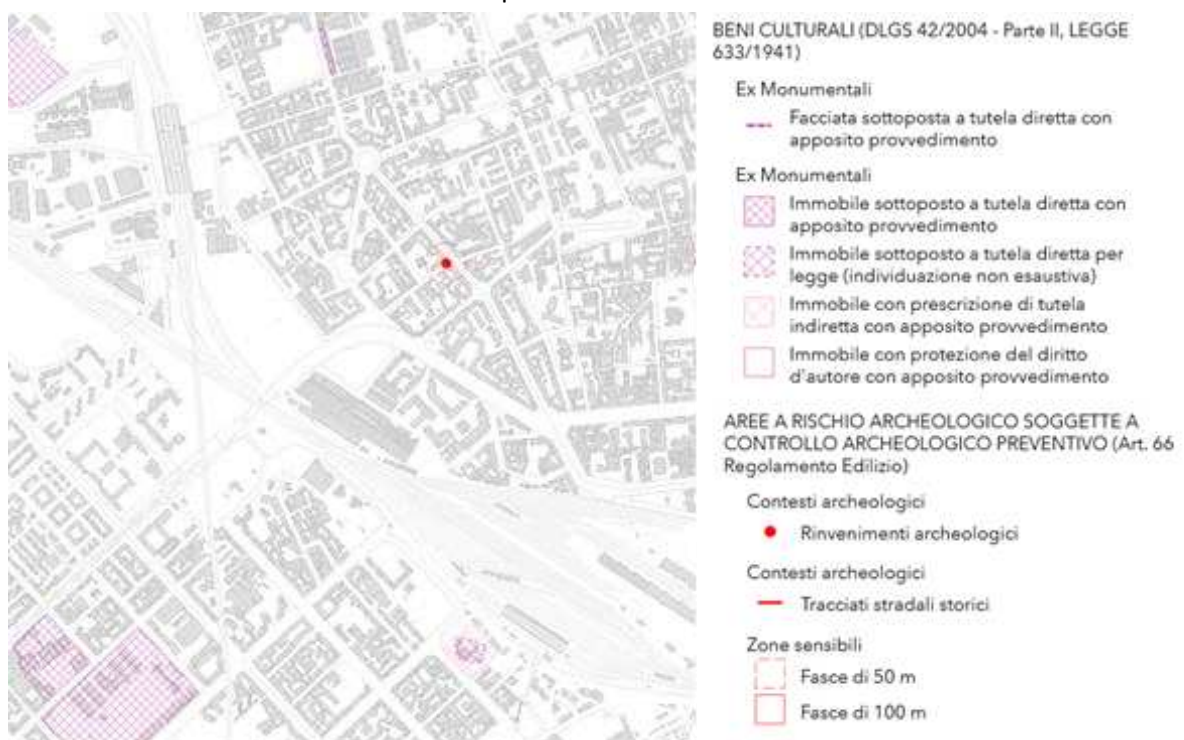 BENI CULTURALI (DLGS 42/2004 - Parte II, LEGGE
633/1941)
Ex Monumentali
Facciata sottoposta a tutela diretta con
apposito provvedimento
Ex Monumentali
Immobile sottoposto a tutela diretta con
apposito provvedimento
Immobile sottoposto a tutela diretta per
legge (individuazione non esaustiva)
Immobile con prescrizione di tutela
indiretta con apposito provvedimento
Immobile con protezione del diritto
d'autore con apposito provvedimento
AREE A RISCHIO ARCHEOLOGICO SOGGETTE A
CONTROLLO ARCHEOLOGICO PREVENTIVO (Art. 66
Regolamento Edilizio)
Contesti archeologici
Rinvenimenti archeologici
Contesti archeologici
Tracciati stradali storici
Zone sensibili
Fasce di 50 m
Fasce di 100 m